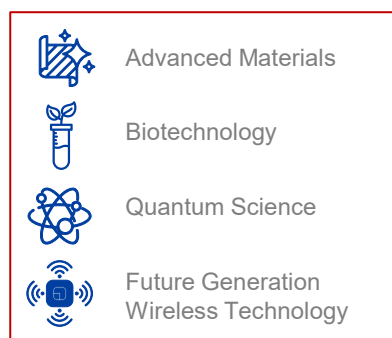 Advanced Materials
Biotechnology
Quantum Science
Future Generation
Wireless Technology